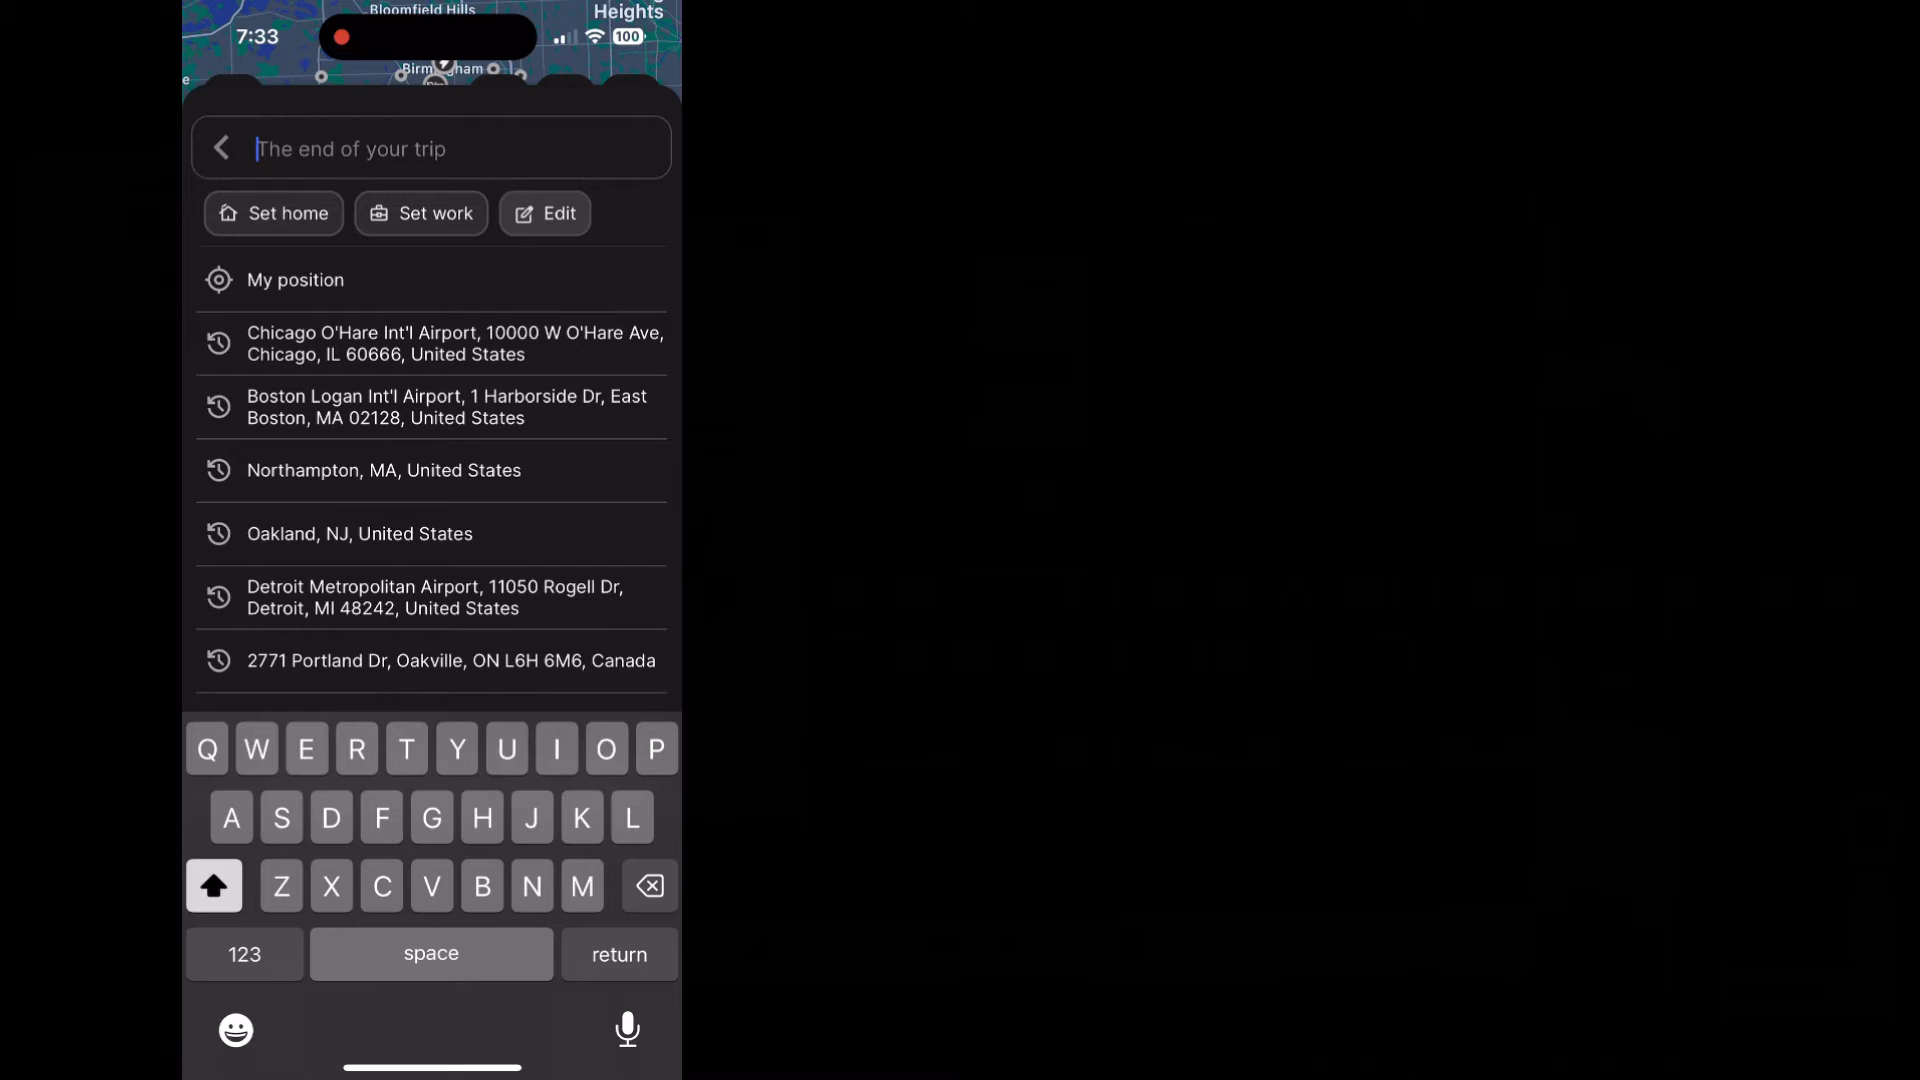 Bloomfield Hills
Heights
7:33
100
Birm gham
e
The end of your trip
Set home
Set work
Edit
My position
Chicago O'Hare Int'l Airport, 10000 W O'Hare Ave,
Chicago, IL 60666, United States
Boston Logan Int'l Airport, 1 Harborside Dr, East
Boston, MA 02128, United States
Northampton, MA, United States
Oakland, NJ, United States
Detroit Metropolitan Airport, 11050 Rogell Dr,
Detroit, MI 48242, United States
2771 Portland Dr, Oakville, ON L6H 6M6, Canada
Q W E R T Y U I O P
A S D F G H J K L
Z X C V B N M
123 space return